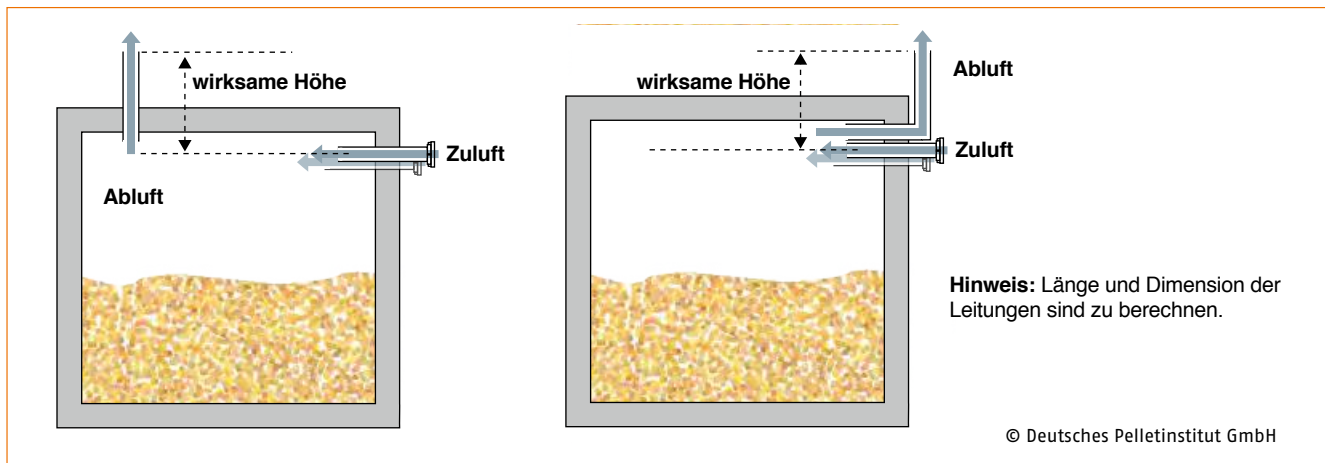 wirksame Höhe
Zuluft
Abluft
wirksame Höhe
Abluft
Zuluft
Hinweis: Länge und Dimension der
Leitungen sind zu berechnen.
© Deutsches Pelletinstitut GmbH